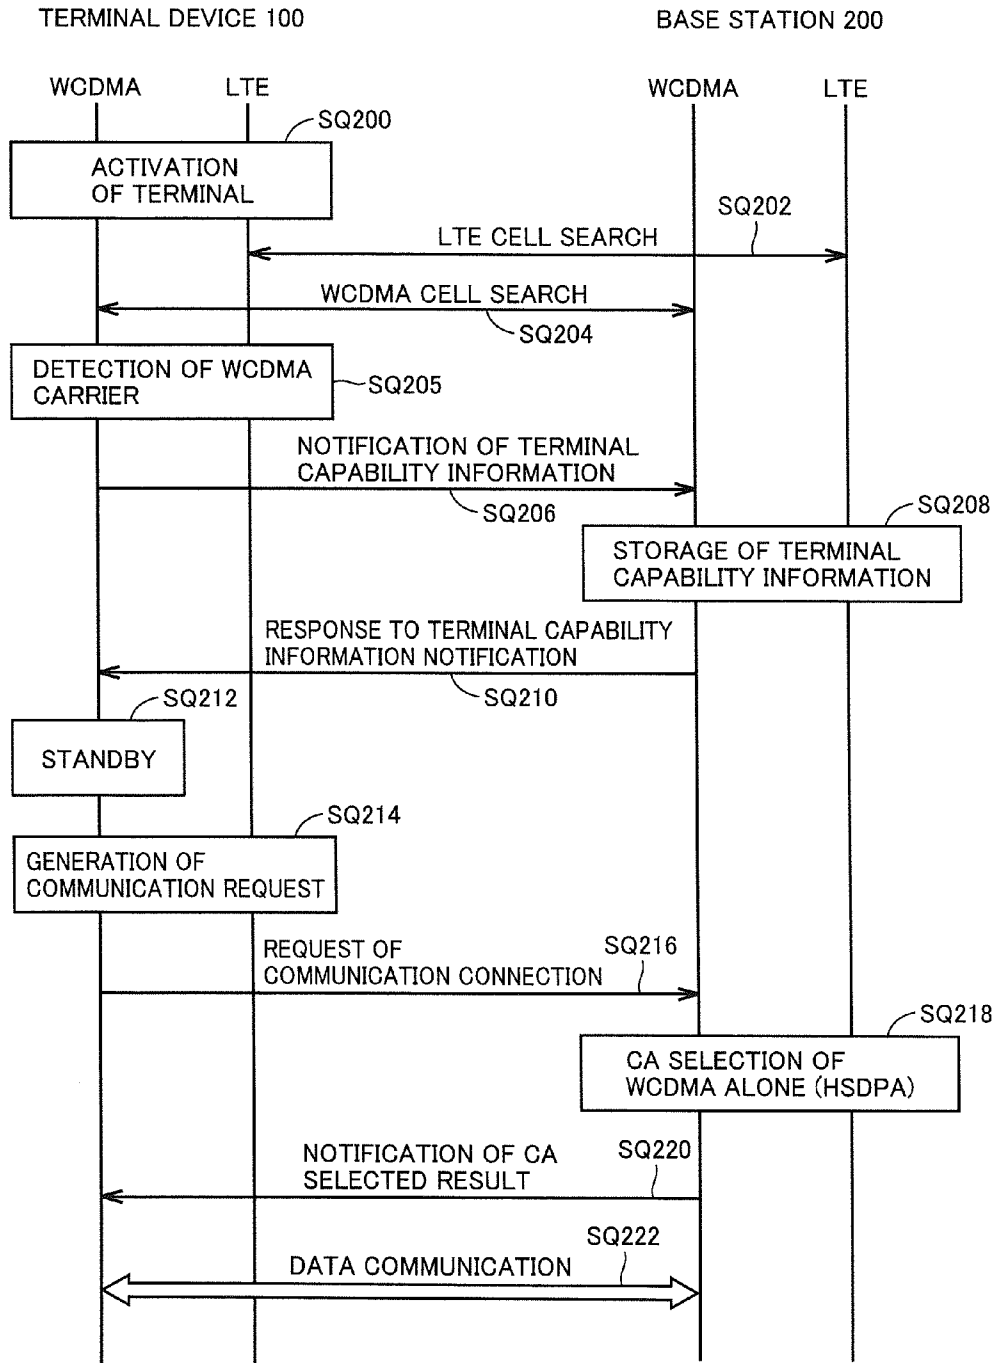 TERMINAL DEVICE 100
BASE STATION 200
WCDMA
LTE
WCDMA
LTE
SQ200
ACTIVATION
OF TERMINAL
SQ202
LTE CELL SEARCH
WCDMA CELL SEARCH
SQ204
DETECTION OF WCDMA
CARRIER
SQ205
NOTIFICATION OF TERMINAL
CAPABILITY INFORMATION
SQ206
SQ208
STORAGE OF TERMINAL
CAPABILITY INFORMATION
RESPONSE TO TERMINAL CAPABILITY
INFORMATION NOTIFICATION
SQ210
SQ212
STANDBY
SQ214
GENERATION OF
COMMUNICATION REQUEST
REQUEST OF
COMMUNICATION CONNECTION
SQ216
SQ218
CA SELECTION OF
WCDMA ALONE (HSDPA)
NOTIFICATION OF CA
SELECTED RESULT
SQ220
SQ222
DATA COMMUNICATION